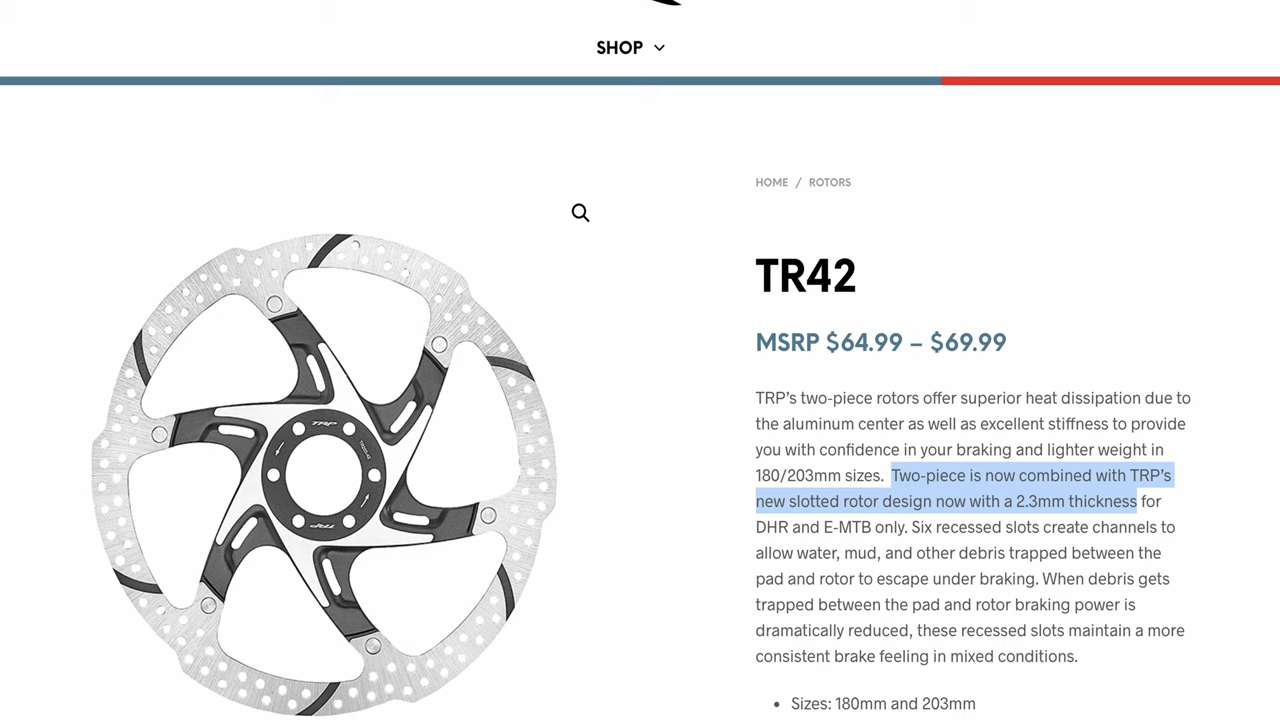 SHOP
HOME / ROTORS
TR42
MSRP $64.99 – $69.99
TRP’s two-piece rotors offer superior heat dissipation due to
the aluminum center as well as excellent stiffness to provide
you with confidence in your braking and lighter weight in
180/203mm sizes.  Two-piece is now combined with TRP’s
new slotted rotor design now with a 2.3mm thickness for
DHR and E-MTB only. Six recessed slots create channels to
allow water, mud, and other debris trapped between the
pad and rotor to escape under braking. When debris gets
trapped between the pad and rotor braking power is
dramatically reduced, these recessed slots maintain a more
consistent brake feeling in mixed conditions.
• Sizes: 180mm and 203mm
TRP
TRP